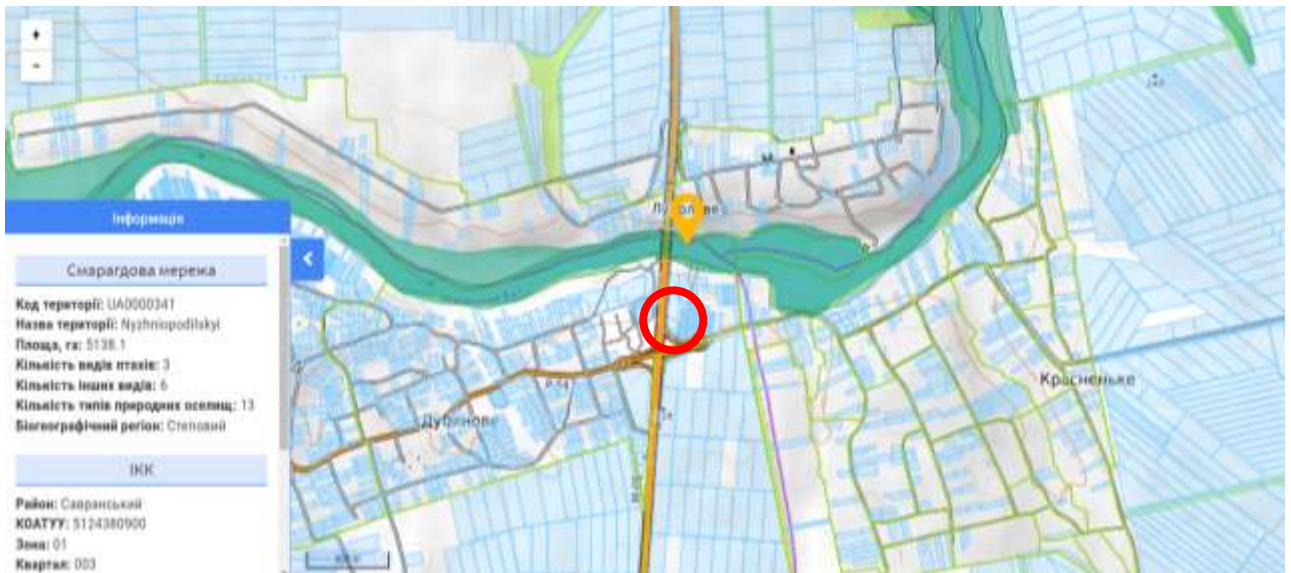 +
-
Інформація
Смарагдова мережа
Код території: UA0000341
Назва території: Nyzhniopodilskyi
Площа, га: 5138.1
Кількість видів птахів: 3
Кількість інших видів: 6
Кількість типів природних оселищ: 13
Біогеографічний регіон: Степовий
ІКК
Район: Савранський
КОАТУУ: 5124380900
Зона: 01
Квартал: 003
Дубинове
Красненьке